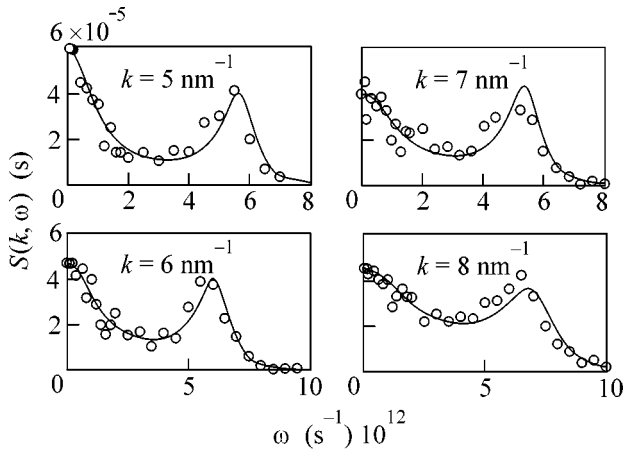 6 × 10⁻⁵
4
2
0
k = 5 nm⁻¹
0 2 4 6 8
k = 7 nm⁻¹
0 2 4 6 8
S(k, ω) (s)
6
4
2
0
k = 6 nm⁻¹
0 5 10
k = 8 nm⁻¹
0 5 10
ω (s⁻¹) 10¹²